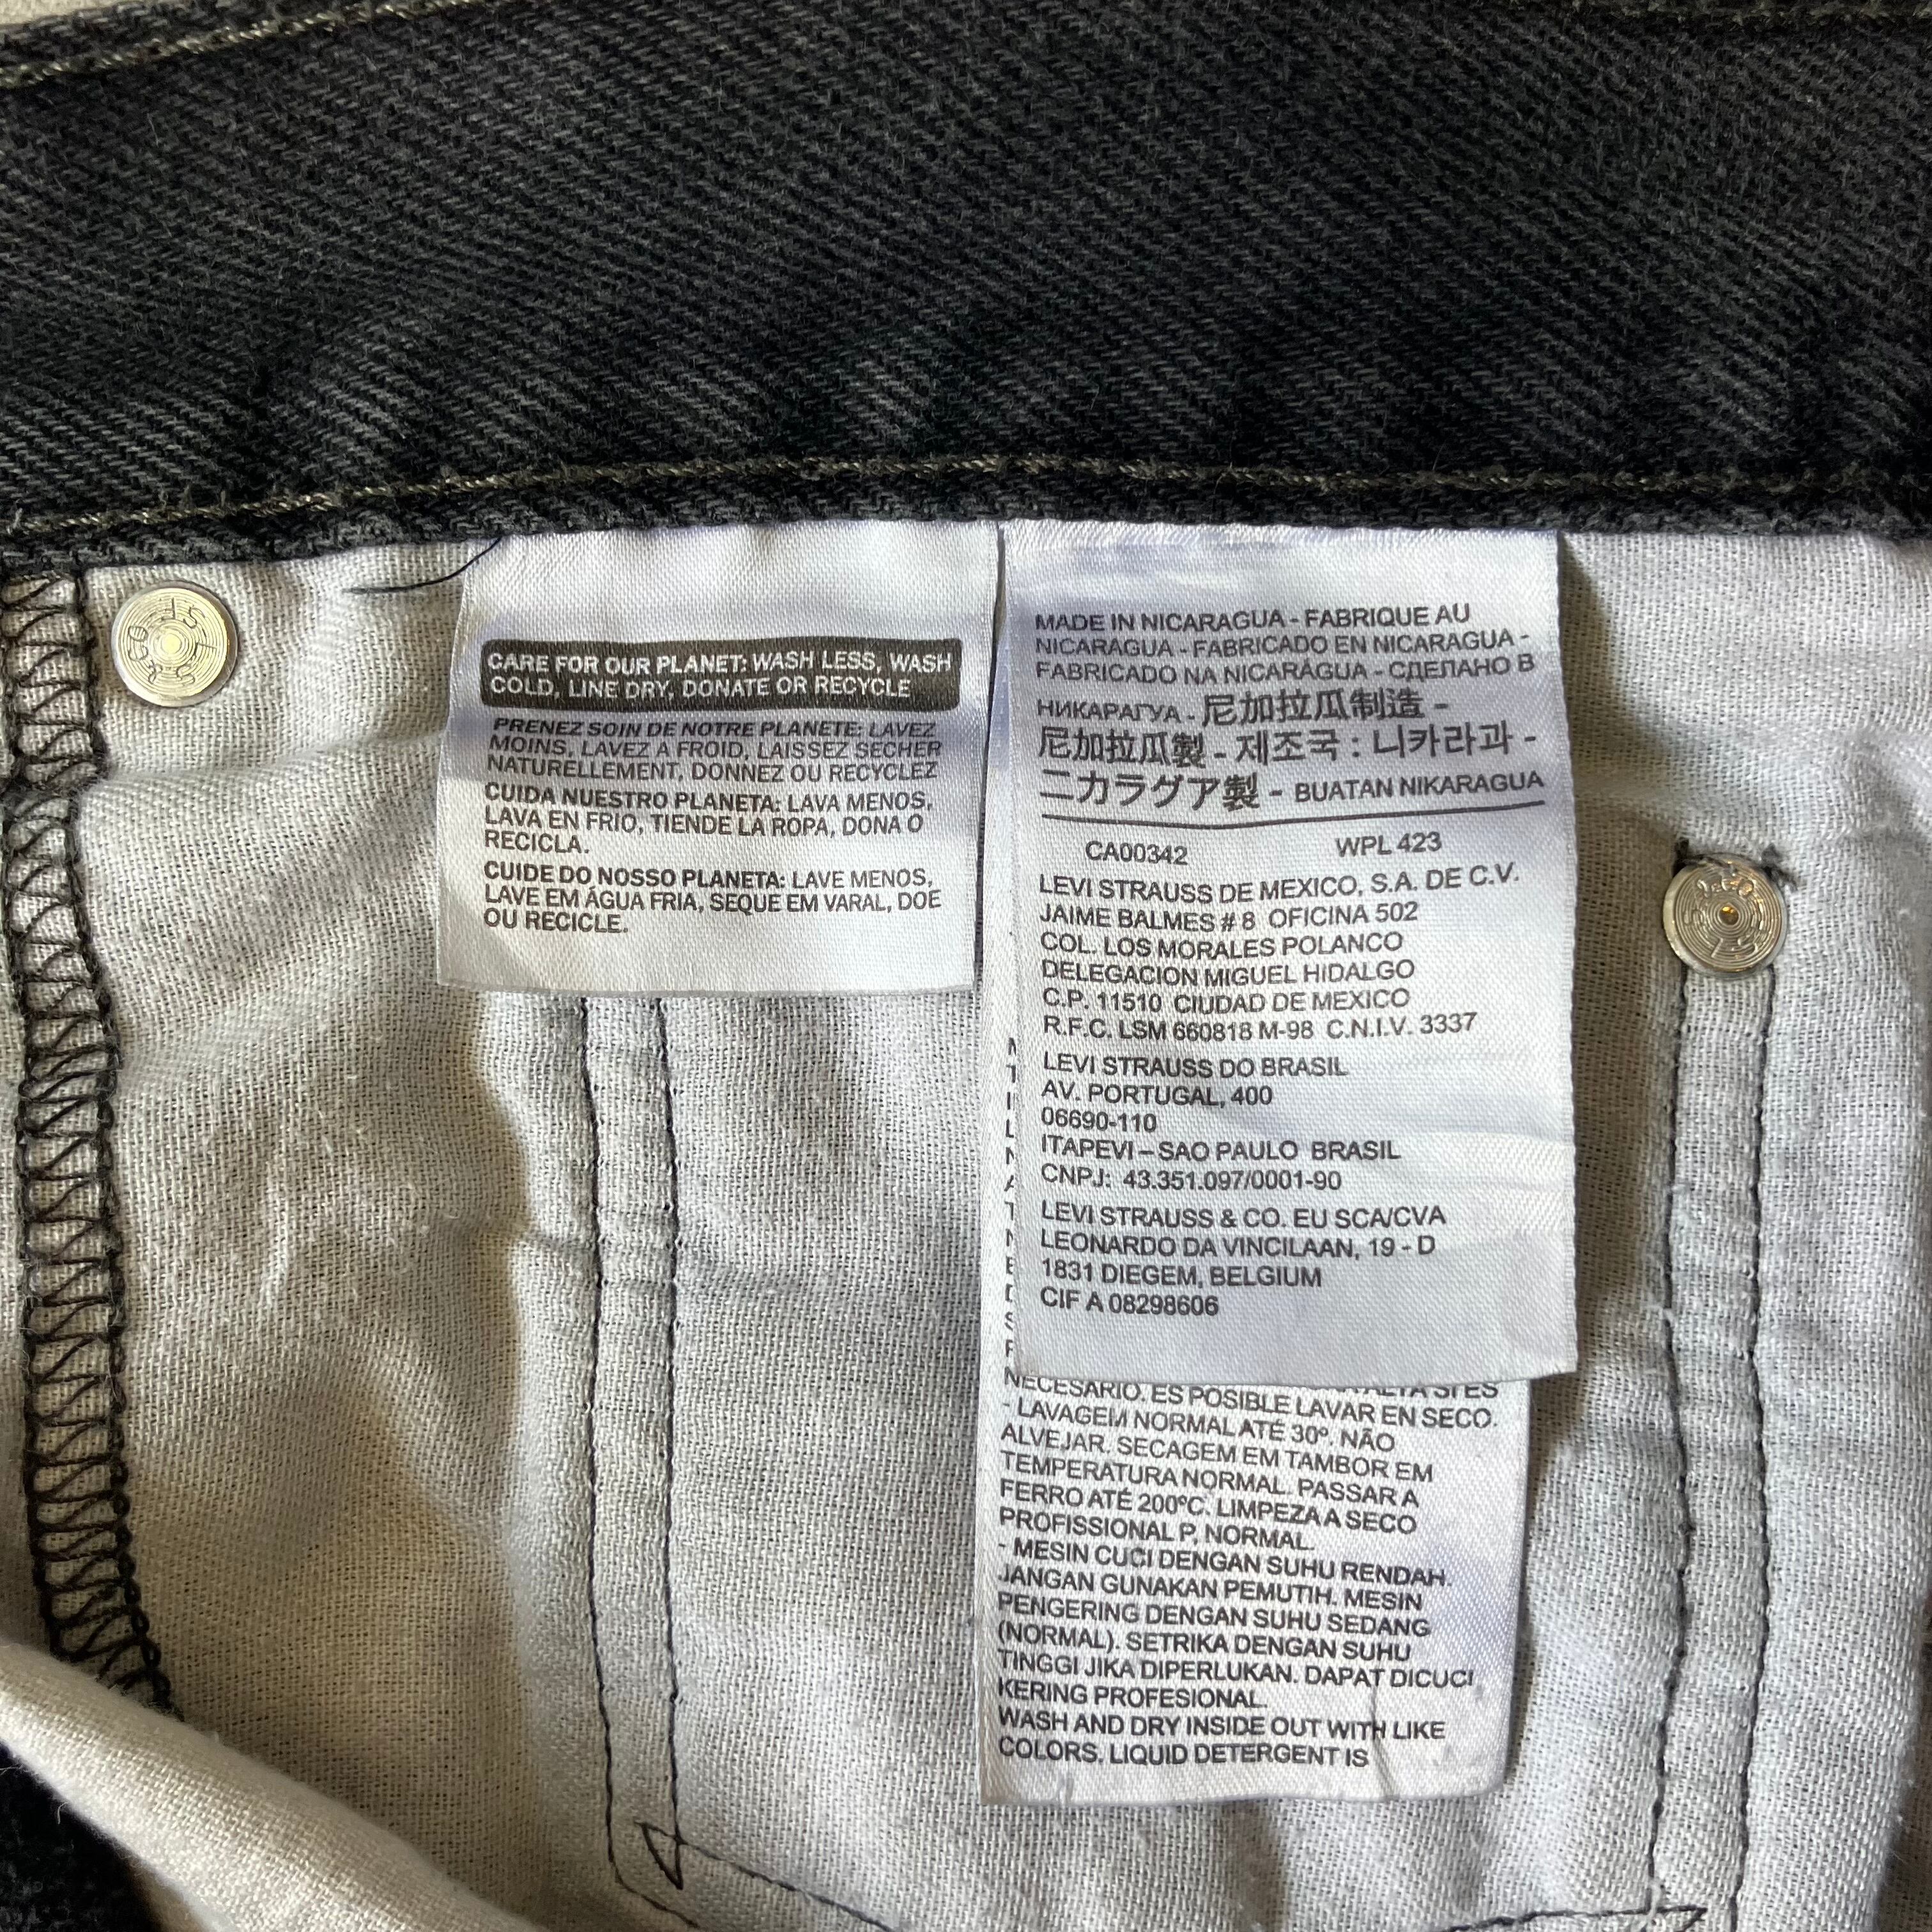 CARE FOR OUR PLANET: WASH LESS, WASH
COLD, LINE DRY, DONATE OR RECYCLE
PRENEZ SOIN DE NOTRE PLANETE: LAVEZ
MOINS, LAVEZ A FROID, LAISSEZ SECHER
NATURELLEMENT, DONNEZ OU RECYCLEZ
CUIDA NUESTRO PLANETA: LAVA MENOS,
LAVA EN FRIO, TIENDE LA ROPA, DONA O
RECICLA.
CUIDE DO NOSSO PLANETA: LAVE MENOS,
LAVE EM ÁGUA FRIA, SEQUE EM VARAL, DOE
OU RECICLE.
MADE IN NICARAGUA - FABRIQUE AU
NICARAGUA - FABRICADO EN NICARAGUA -
FABRICADO NA NICARÁGUA - СДЕЛАНО В
НИКАРАГУА - 尼加拉瓜制造 -
尼加拉瓜製 - 제조국 : 니카라과 -
ニカラグア製 - BUATAN NIKARAGUA
CA00342 WPL 423
LEVI STRAUSS DE MEXICO, S.A. DE C.V.
JAIME BALMES # 8 OFICINA 502
COL. LOS MORALES POLANCO
DELEGACION MIGUEL HIDALGO
C.P. 11510 CIUDAD DE MEXICO
R.F.C. LSM 660818 M-98 C.N.I.V. 3337
LEVI STRAUSS DO BRASIL
AV. PORTUGAL, 400
06690-110
ITAPEVI – SAO PAULO BRASIL
CNPJ: 43.351.097/0001-90
LEVI STRAUSS & CO. EU SCA/CVA
LEONARDO DA VINCILAAN, 19 - D
1831 DIEGEM, BELGIUM
CIF A 08298606
ALTA SI ES
NECESARIO. ES POSIBLE LAVAR EN SECO.
- LAVAGEM NORMAL ATÉ 30º. NÃO
ALVEJAR. SECAGEM EM TAMBOR EM
TEMPERATURA NORMAL. PASSAR A
FERRO ATÉ 200ºC. LIMPEZA A SECO
PROFISSIONAL P, NORMAL.
- MESIN CUCI DENGAN SUHU RENDAH.
JANGAN GUNAKAN PEMUTIH. MESIN
PENGERING DENGAN SUHU SEDANG
(NORMAL). SETRIKA DENGAN SUHU
TINGGI JIKA DIPERLUKAN. DAPAT DICUCI
KERING PROFESIONAL.
WASH AND DRY INSIDE OUT WITH LIKE
COLORS. LIQUID DETERGENT IS